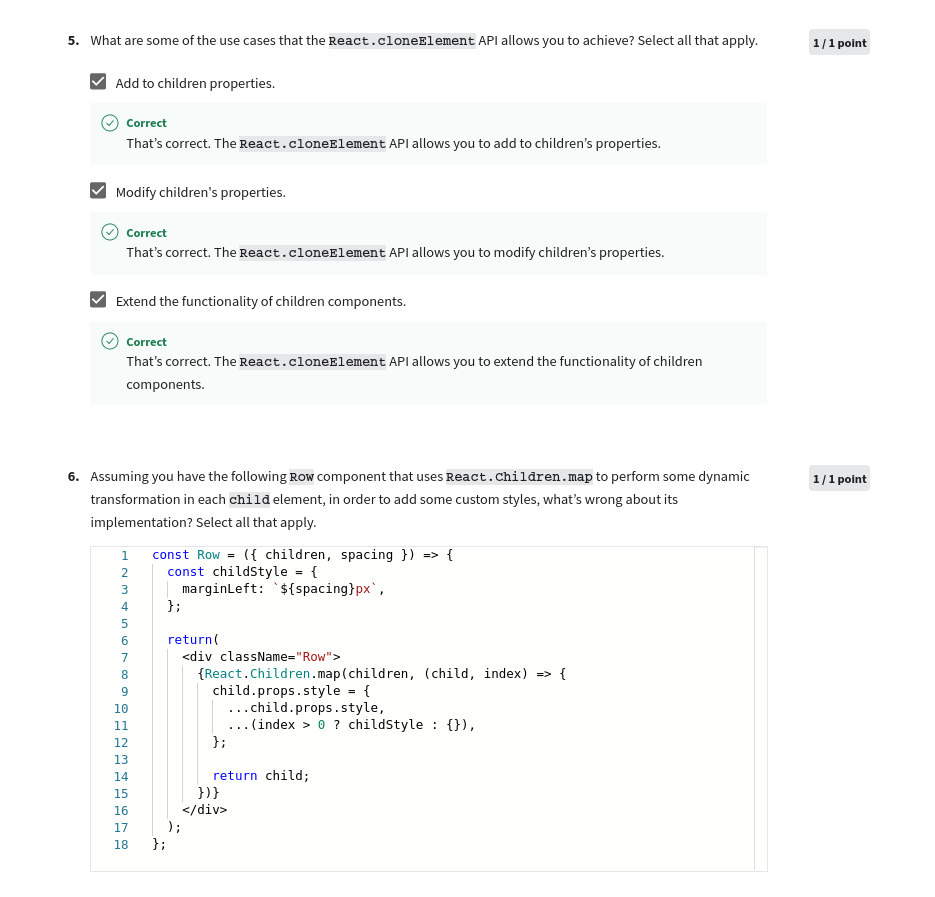 5. What are some of the use cases that the React.cloneElement API allows you to achieve? Select all that apply.
1 / 1 point
Add to children properties.
Correct
That’s correct. The React.cloneElement API allows you to add to children’s properties.
Modify children's properties.
Correct
That’s correct. The React.cloneElement API allows you to modify children’s properties.
Extend the functionality of children components.
Correct
That’s correct. The React.cloneElement API allows you to extend the functionality of children
components.
6. Assuming you have the following Row component that uses React.Children.map to perform some dynamic
1 / 1 point
transformation in each child element, in order to add some custom styles, what’s wrong about its
implementation? Select all that apply.
1 const Row = ({ children, spacing }) => {
2   const childStyle = {
3     marginLeft: `${spacing}px`,
4   };
5
6   return(
7     <div className="Row">
8       {React.Children.map(children, (child, index) => {
9         child.props.style = {
10           ...child.props.style,
11           ...(index > 0 ? childStyle : {}),
12         };
13
14         return child;
15       })}
16     </div>
17   );
18 };